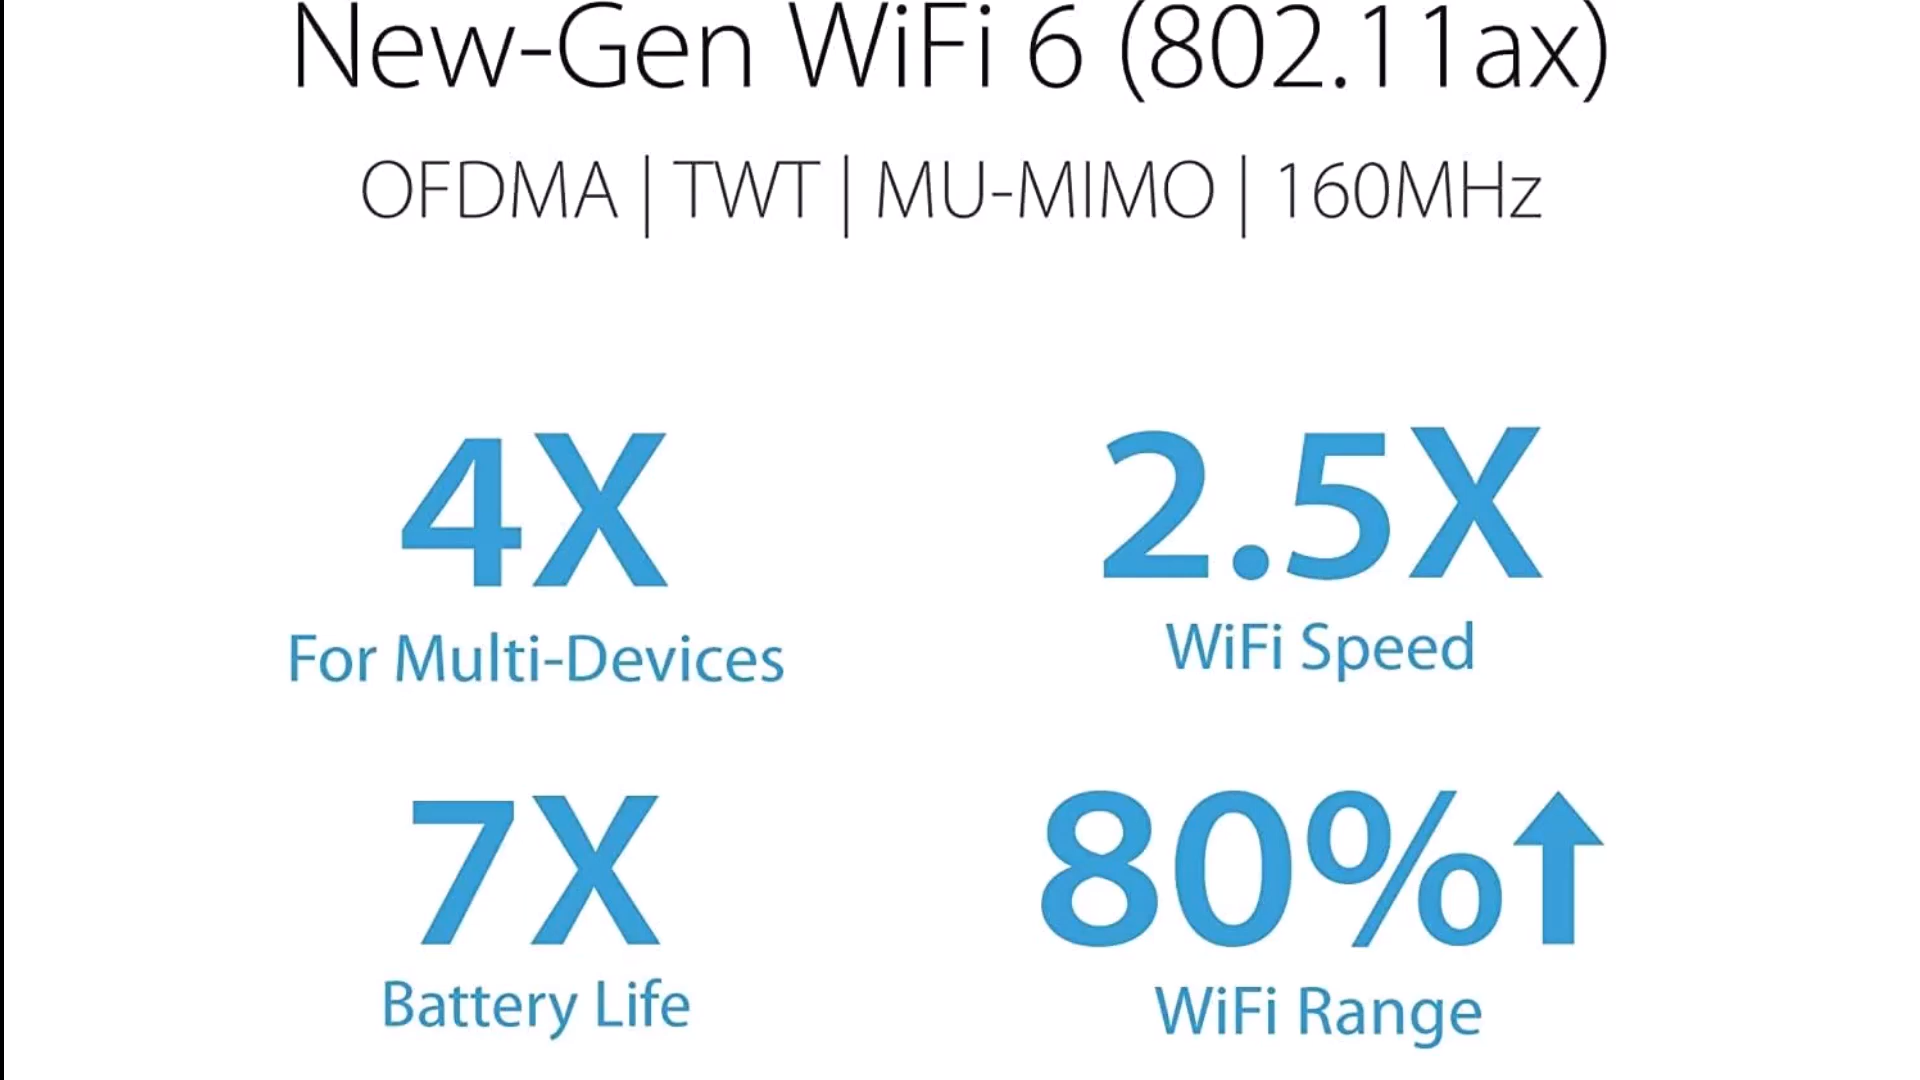 New-Gen WiFi 6 (802.11ax)
OFDMA | TWT | MU-MIMO | 160MHz
4X
For Multi-Devices
2.5X
WiFi Speed
7X
Battery Life
80%↑
WiFi Range